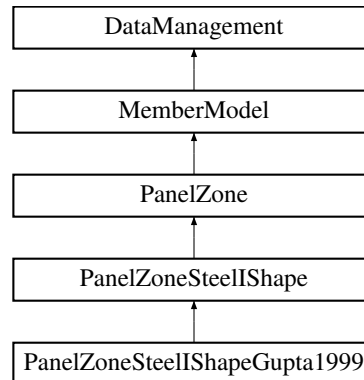 DataManagement
MemberModel
PanelZone
PanelZoneSteelIShape
PanelZoneSteelIShapeGupta1999